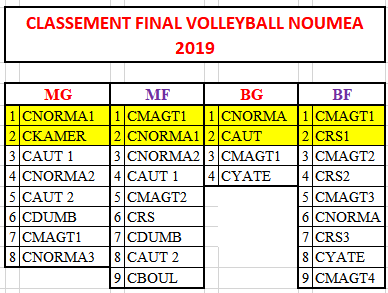 CLASSEMENT FINAL VOLLEYBALL NOUMEA
2019
MG MF BG BF
1 CNORMA1 1 CMAGT1 1 CNORMA 1 CMAGT1
2 CKAMER 2 CNORMA1 2 CAUT 2 CRS1
3 CAUT 1 3 CNORMA2 3 CMAGT1 3 CMAGT2
4 CNORMA2 4 CAUT 1 4 CYATE 4 CRS2
5 CAUT 2 5 CMAGT2 5 CMAGT3
6 CDUMB 6 CRS 6 CNORMA
7 CMAGT1 7 CDUMB 7 CRS3
8 CNORMA3 8 CAUT 2 8 CYATE
9 CBOUL 9 CMAGT4